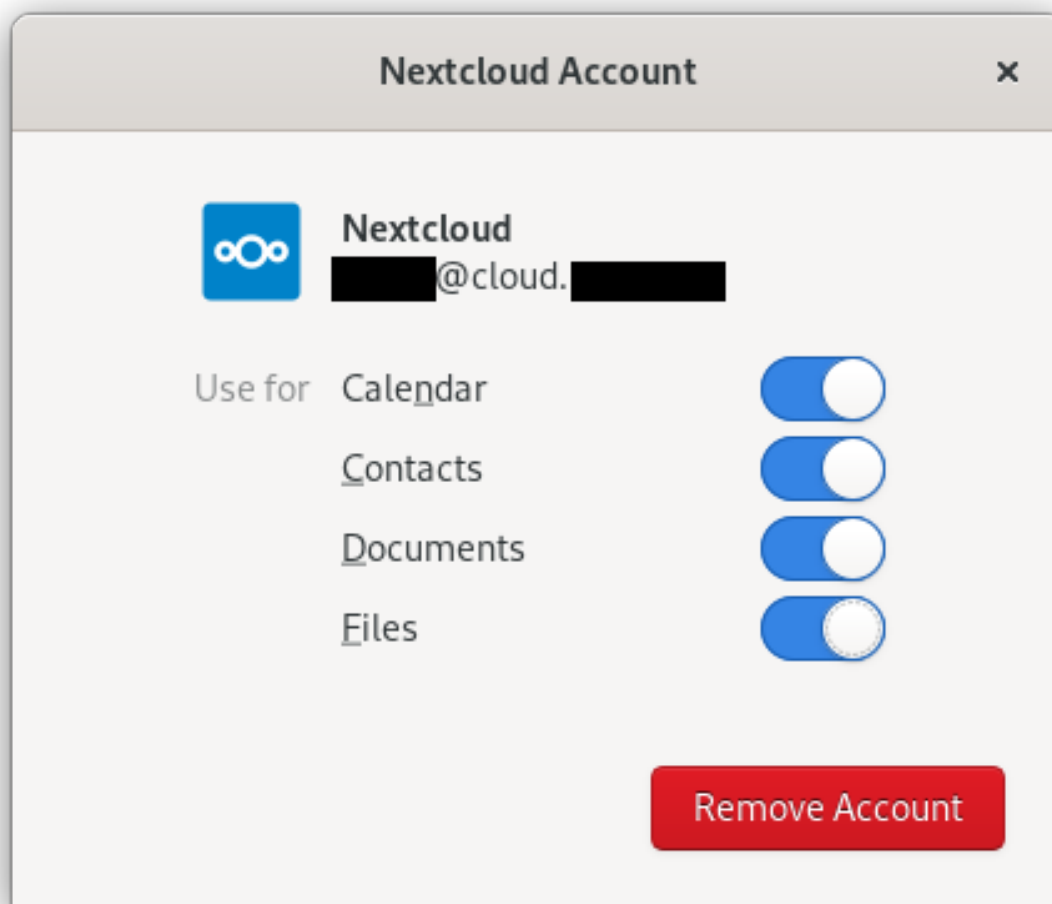 Nextcloud Account
Nextcloud
@cloud.
Use for Calendar
Contacts
Documents
Files
Remove Account